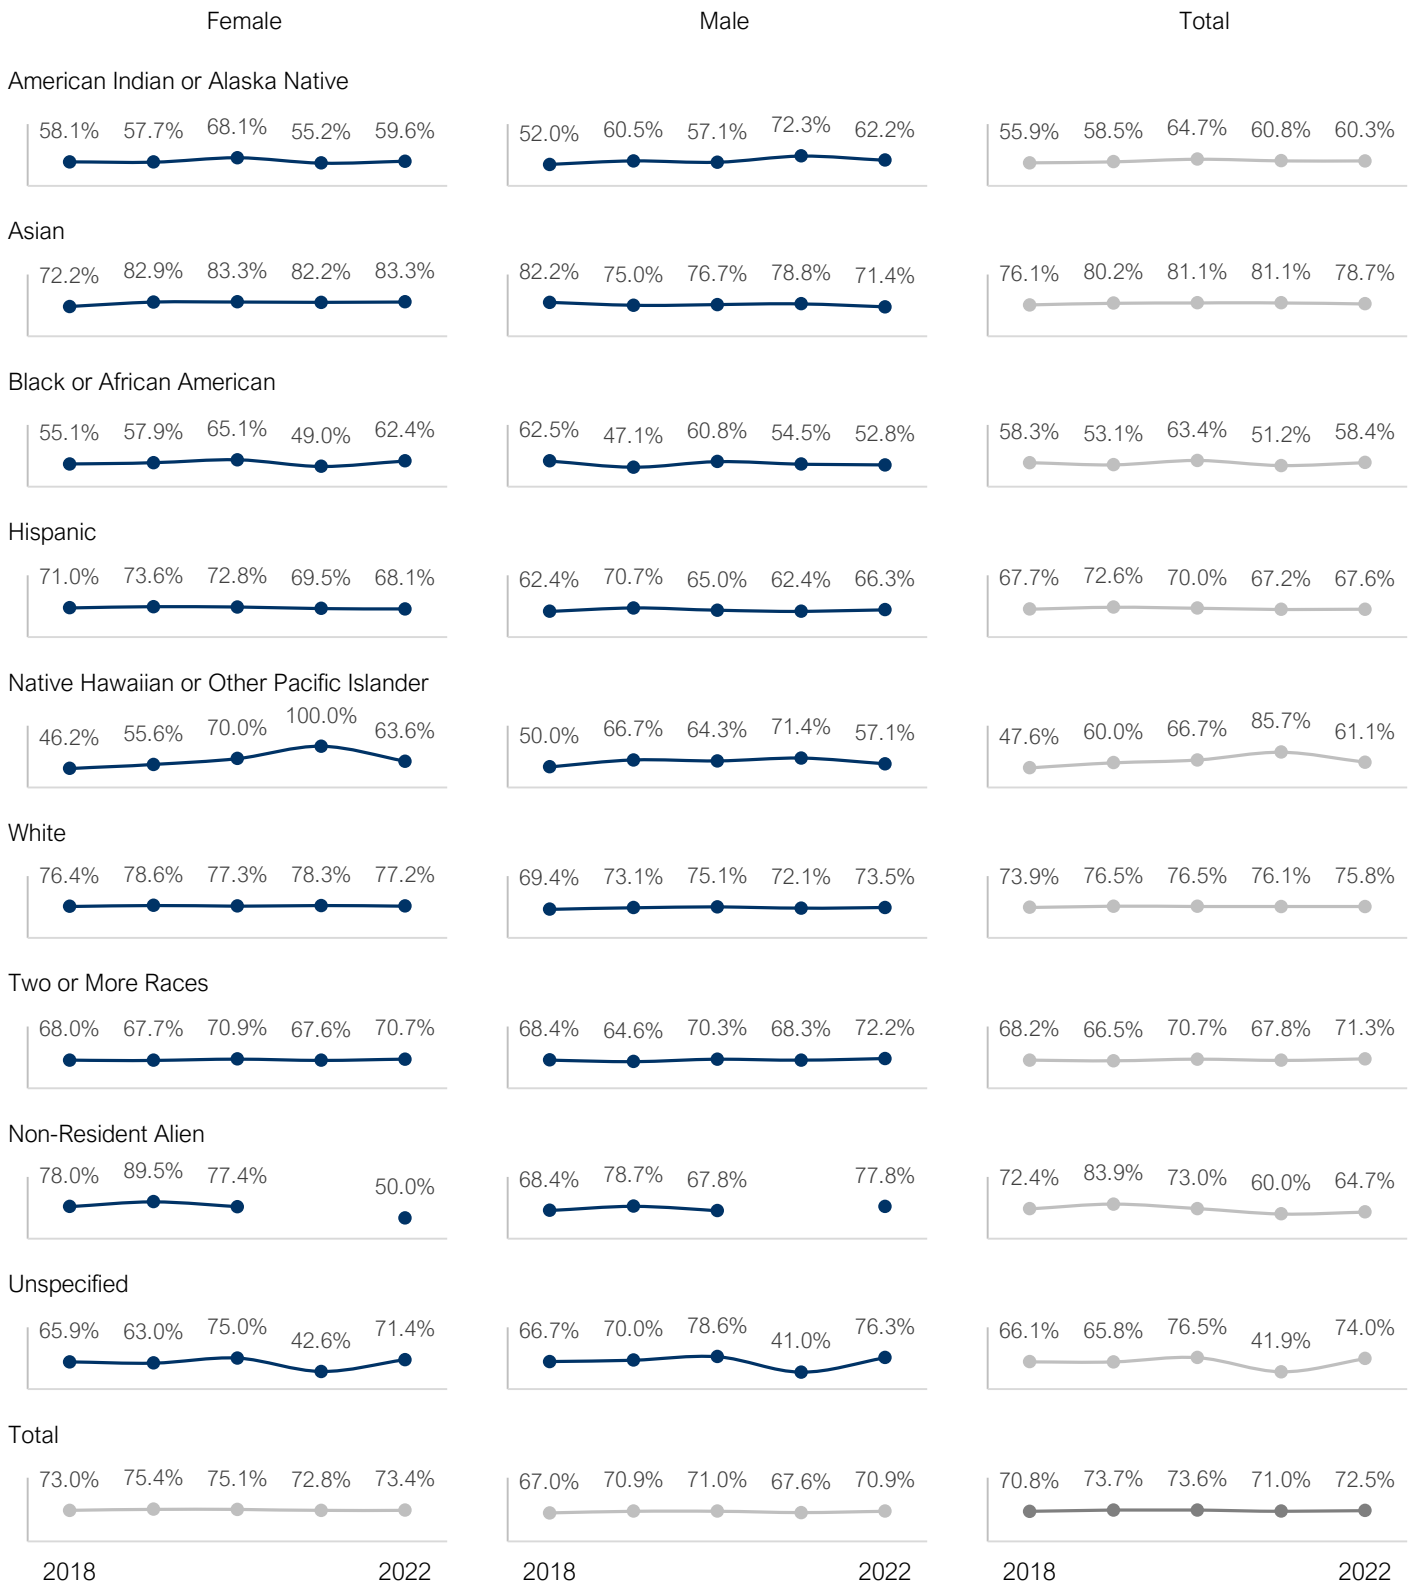 Female Male Total
American Indian or Alaska Native
58.1% 57.7% 68.1% 55.2% 59.6% 52.0% 60.5% 57.1% 72.3% 62.2% 55.9% 58.5% 64.7% 60.8% 60.3%
Asian
72.2% 82.9% 83.3% 82.2% 83.3% 82.2% 75.0% 76.7% 78.8% 71.4% 76.1% 80.2% 81.1% 81.1% 78.7%
Black or African American
55.1% 57.9% 65.1% 49.0% 62.4% 62.5% 47.1% 60.8% 54.5% 52.8% 58.3% 53.1% 63.4% 51.2% 58.4%
Hispanic
71.0% 73.6% 72.8% 69.5% 68.1% 62.4% 70.7% 65.0% 62.4% 66.3% 67.7% 72.6% 70.0% 67.2% 67.6%
Native Hawaiian or Other Pacific Islander
46.2% 55.6% 70.0% 100.0% 63.6% 50.0% 66.7% 64.3% 71.4% 57.1% 47.6% 60.0% 66.7% 85.7% 61.1%
White
76.4% 78.6% 77.3% 78.3% 77.2% 69.4% 73.1% 75.1% 72.1% 73.5% 73.9% 76.5% 76.5% 76.1% 75.8%
Two or More Races
68.0% 67.7% 70.9% 67.6% 70.7% 68.4% 64.6% 70.3% 68.3% 72.2% 68.2% 66.5% 70.7% 67.8% 71.3%
Non-Resident Alien
78.0% 89.5% 77.4% 50.0% 68.4% 78.7% 67.8% 77.8% 72.4% 83.9% 73.0% 60.0% 64.7%
Unspecified
65.9% 63.0% 75.0% 42.6% 71.4% 66.7% 70.0% 78.6% 41.0% 76.3% 66.1% 65.8% 76.5% 41.9% 74.0%
Total
73.0% 75.4% 75.1% 72.8% 73.4% 67.0% 70.9% 71.0% 67.6% 70.9% 70.8% 73.7% 73.6% 71.0% 72.5%
2018 2022 2018 2022 2018 2022